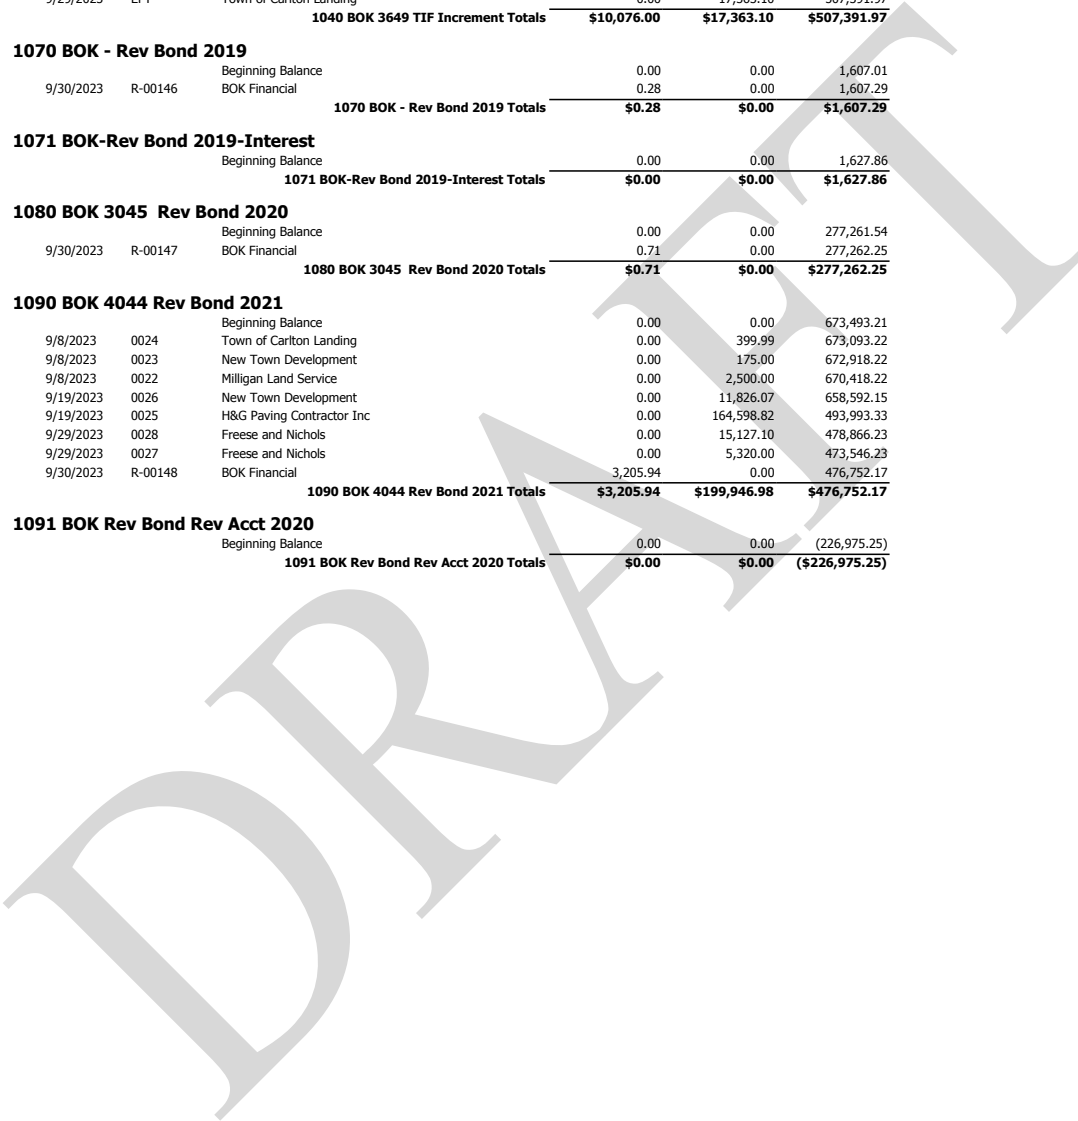 9/29/2023 EFT Town of Carlton Landing 0.00 17,363.10 507,391.97
1040 BOK 3649 TIF Increment Totals $10,076.00 $17,363.10 $507,391.97
1070 BOK - Rev Bond 2019
Beginning Balance 0.00 0.00 1,607.01
9/30/2023 R-00146 BOK Financial 0.28 0.00 1,607.29
1070 BOK - Rev Bond 2019 Totals $0.28 $0.00 $1,607.29
1071 BOK-Rev Bond 2019-Interest
Beginning Balance 0.00 0.00 1,627.86
1071 BOK-Rev Bond 2019-Interest Totals $0.00 $0.00 $1,627.86
1080 BOK 3045 Rev Bond 2020
Beginning Balance 0.00 0.00 277,261.54
9/30/2023 R-00147 BOK Financial 0.71 0.00 277,262.25
1080 BOK 3045 Rev Bond 2020 Totals $0.71 $0.00 $277,262.25
1090 BOK 4044 Rev Bond 2021
Beginning Balance 0.00 0.00 673,493.21
9/8/2023 0024 Town of Carlton Landing 0.00 399.99 673,093.22
9/8/2023 0023 New Town Development 0.00 175.00 672,918.22
9/8/2023 0022 Milligan Land Service 0.00 2,500.00 670,418.22
9/19/2023 0026 New Town Development 0.00 11,826.07 658,592.15
9/19/2023 0025 H&G Paving Contractor Inc 0.00 164,598.82 493,993.33
9/29/2023 0028 Freese and Nichols 0.00 15,127.10 478,866.23
9/29/2023 0027 Freese and Nichols 0.00 5,320.00 473,546.23
9/30/2023 R-00148 BOK Financial 3,205.94 0.00 476,752.17
1090 BOK 4044 Rev Bond 2021 Totals $3,205.94 $199,946.98 $476,752.17
1091 BOK Rev Bond Rev Acct 2020
Beginning Balance 0.00 0.00 (226,975.25)
1091 BOK Rev Bond Rev Acct 2020 Totals $0.00 $0.00 ($226,975.25)
DRAFT